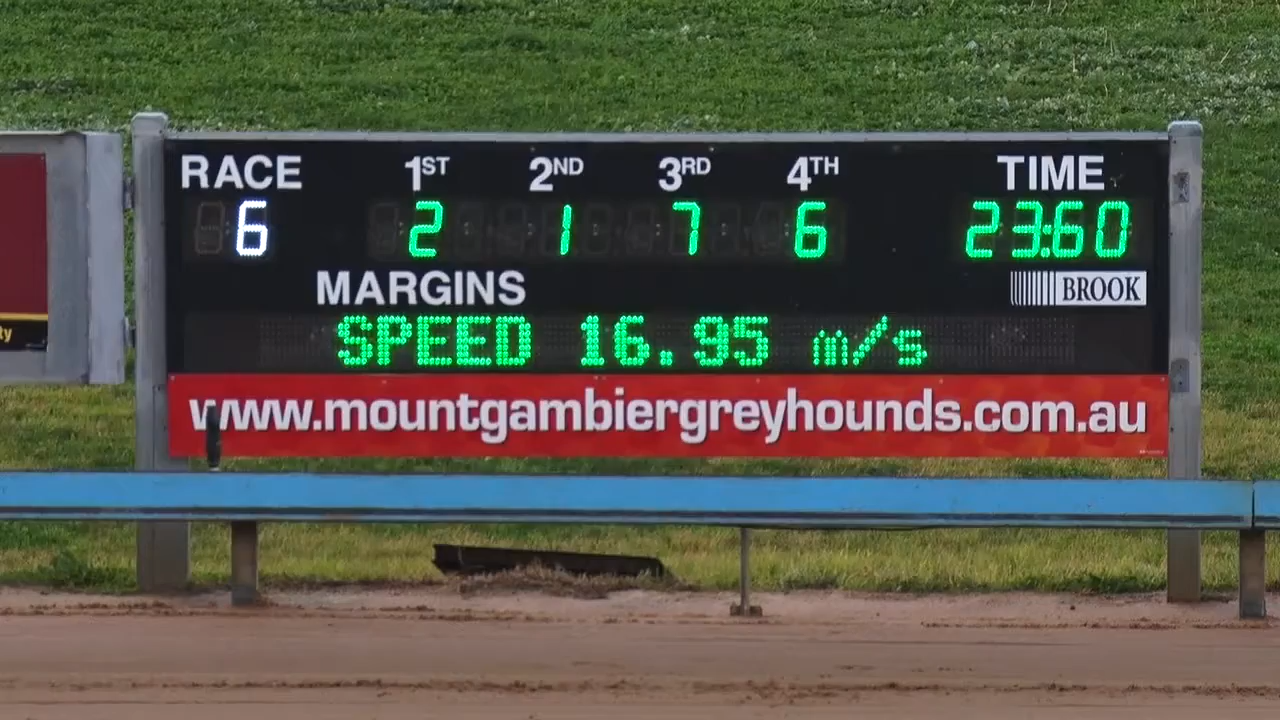 RACE 1ST 2ND 3RD 4TH TIME
6 2 1 7 6 23:60
MARGINS BROOK
SPEED 16.95 m/s
www.mountgambiergreyhounds.com.au
ty